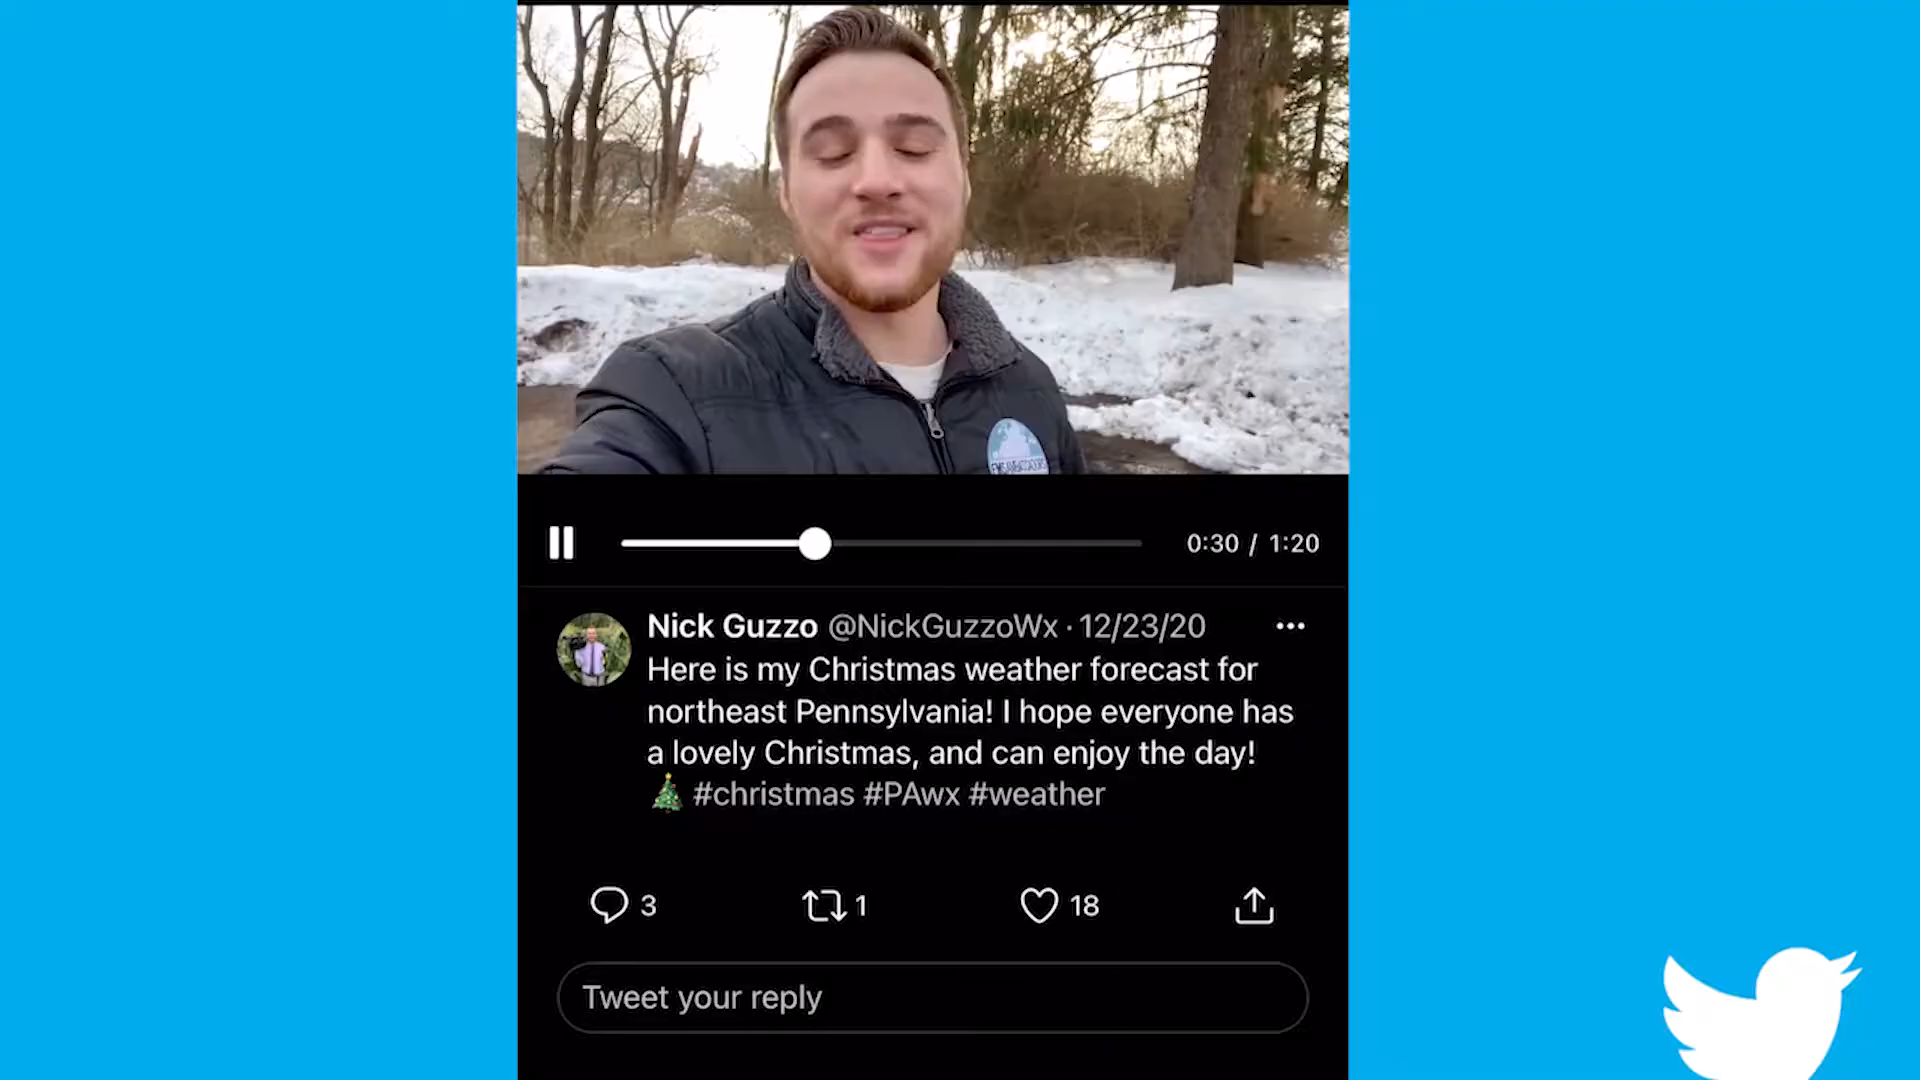 0:30 / 1:20
Nick Guzzo @NickGuzzoWx · 12/23/20
Here is my Christmas weather forecast for
northeast Pennsylvania! I hope everyone has
a lovely Christmas, and can enjoy the day!
🎄 #christmas #PAwx #weather
3 1 18
Tweet your reply